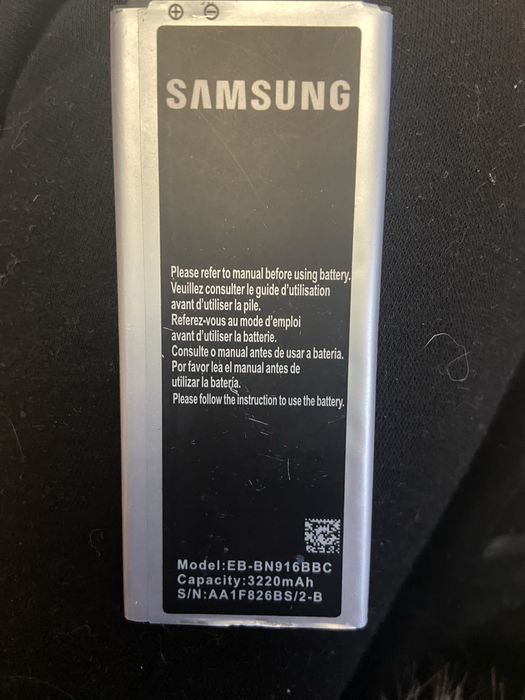 SAMSUNG
Please refer to manual before using battery.
Veuillez consulter le guide d'utilisation
avant d'utiliser la pile.
Referez-vous au mode d'emploi
avant d'utiliser la batterie.
Consulte o manual antes de usar a bateria.
Por favor lea el manual antes de
utilizar la batería.
Please follow the instruction to use the battery.
Model:EB-BN916BBC
Capacity:3220mAh
S/N:AA1F826BS/2-B